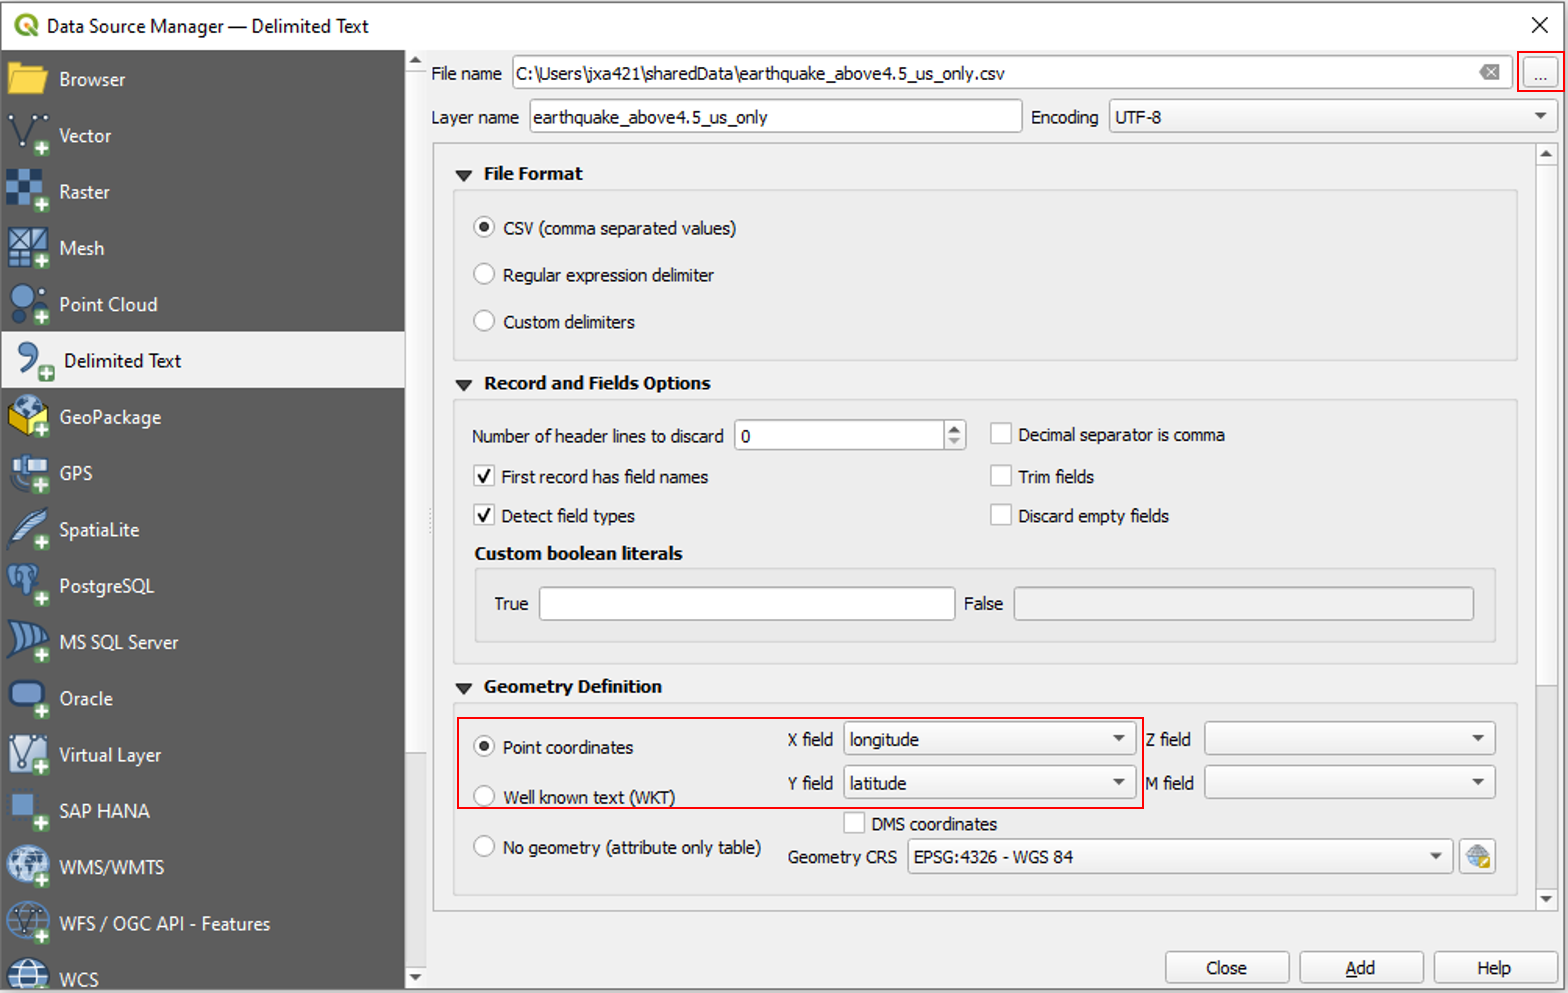 Data Source Manager — Delimited Text
Browser
Vector
Raster
Mesh
Point Cloud
Delimited Text
GeoPackage
GPS
SpatiaLite
PostgreSQL
MS SQL Server
Oracle
Virtual Layer
SAP HANA
WMS/WMTS
WFS / OGC API - Features
WCS
File name C:\Users\jxa421\sharedData\earthquake_above4.5_us_only.csv ...
Layer name earthquake_above4.5_us_only Encoding UTF-8
File Format
CSV (comma separated values)
Regular expression delimiter
Custom delimiters
Record and Fields Options
Number of header lines to discard 0 Decimal separator is comma
First record has field names Trim fields
Detect field types Discard empty fields
Custom boolean literals
True False
Geometry Definition
Point coordinates X field longitude Z field
Well known text (WKT) Y field latitude M field
DMS coordinates
No geometry (attribute only table) Geometry CRS EPSG:4326 - WGS 84
Close Add Help